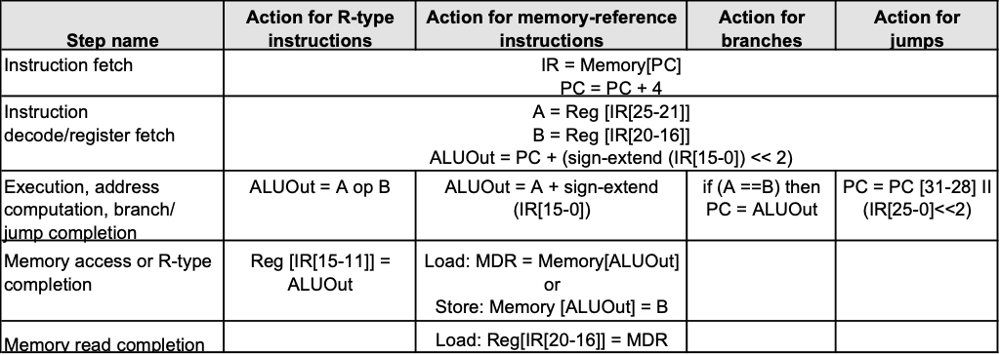 Step name
Action for R-type
instructions
Action for memory-reference
instructions
Action for
branches
Action for
jumps
Instruction fetch
IR = Memory[PC]
PC = PC + 4
Instruction
decode/register fetch
A = Reg [IR[25-21]]
B = Reg [IR[20-16]]
ALUOut = PC + (sign-extend (IR[15-0]) << 2)
Execution, address
computation, branch/
jump completion
ALUOut = A op B
ALUOut = A + sign-extend
(IR[15-0])
if (A ==B) then
PC = ALUOut
PC = PC [31-28] II
(IR[25-0]<<2)
Memory access or R-type
completion
Reg [IR[15-11]] =
ALUOut
Load: MDR = Memory[ALUOut]
or
Store: Memory [ALUOut] = B
Memory read completion
Load: Reg[IR[20-16]] = MDR